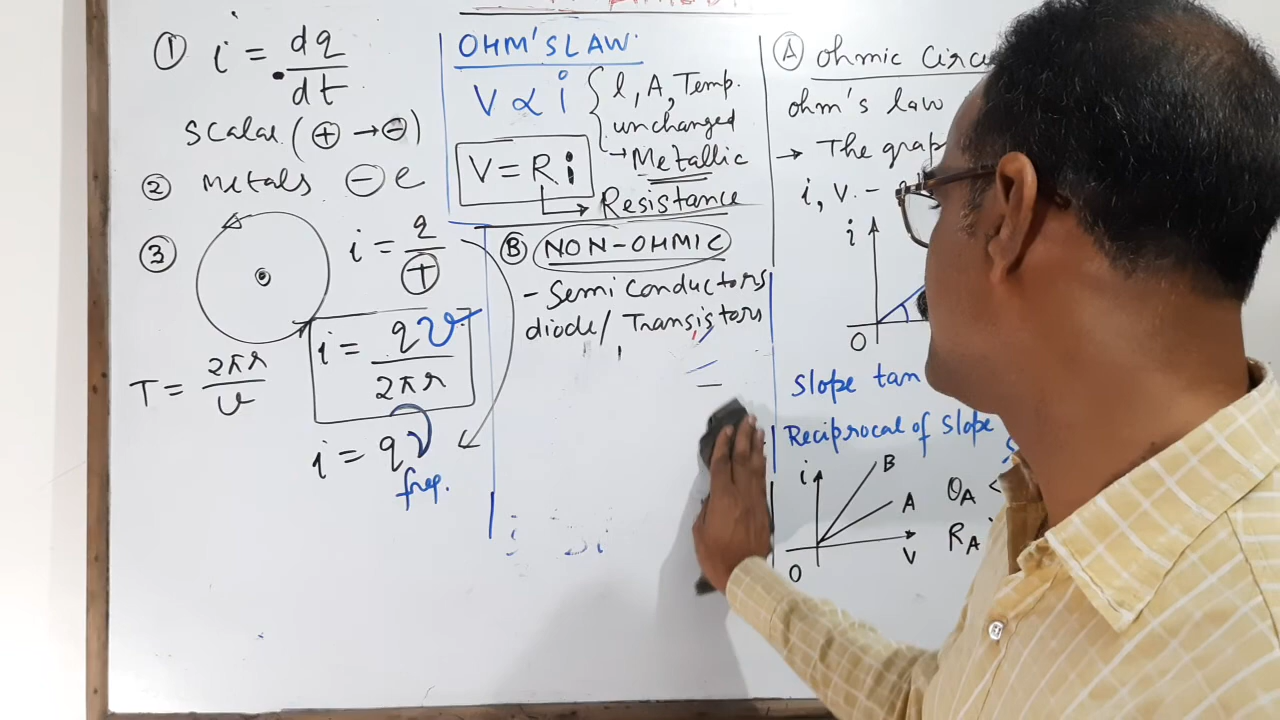 ① i = dq/dt
Scalar (⊕ → ⊖)
② Metals ⊖ e
③ i = q/T
i = qv/2πr
T = 2πr/v
i = qν
freq.
OHM'S LAW.
V ∝ i { l, A, Temp.
unchanged
→ Metallic
V = R i
→ Resistance
Ⓑ NON-OHMIC
- Semi Conductors
diode / Transistors
Ⓐ ohmic Circu
ohm's law
→ The grap
i, V -
i
O
Slope tan
Reciprocal of Slope
i B
A
V
O
θA <
RA